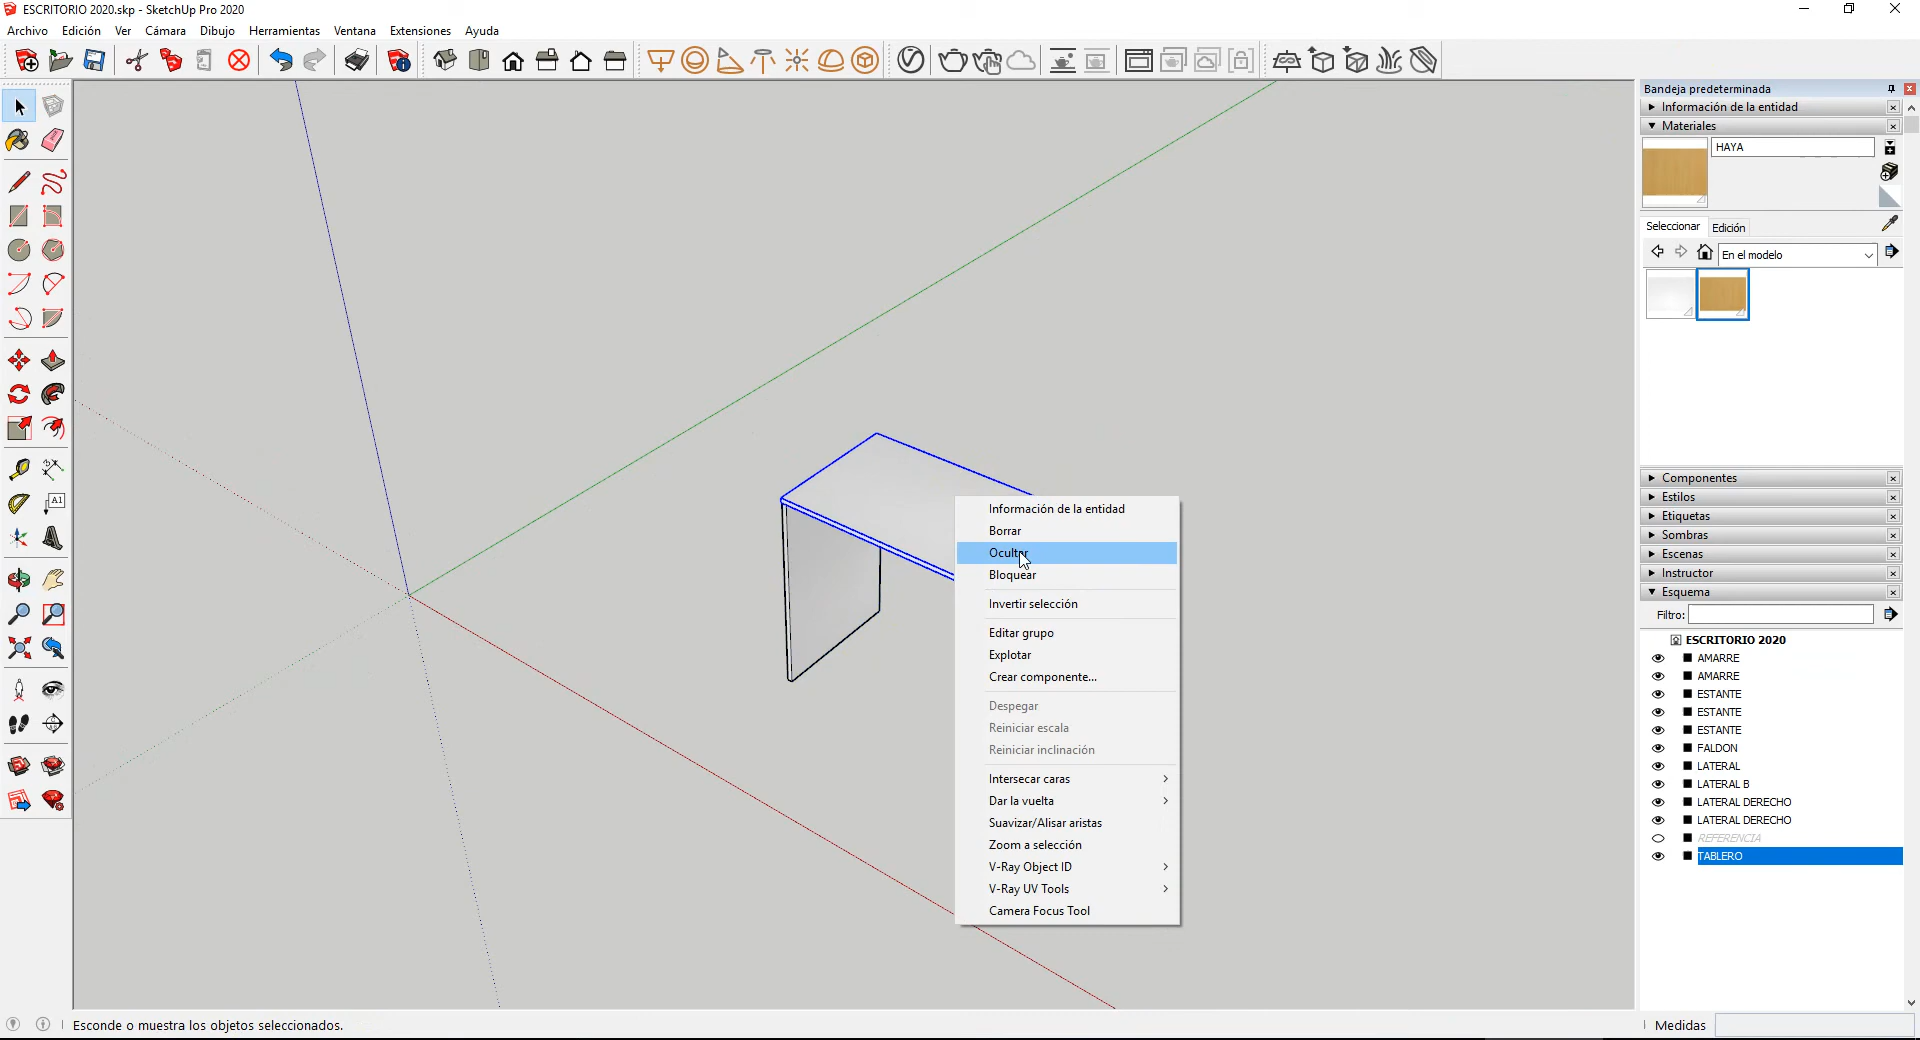 ESCRITORIO 2020.skp - SketchUp Pro 2020
Archivo Edición Ver Cámara Dibujo Herramientas Ventana Extensiones Ayuda
A1
Información de la entidad
Borrar
Ocultar
Bloquear
Invertir selección
Editar grupo
Explotar
Crear componente...
Despegar
Reiniciar escala
Reiniciar inclinación
Intersecar caras
Dar la vuelta
Suavizar/Alisar aristas
Zoom a selección
V-Ray Object ID
V-Ray UV Tools
Camera Focus Tool
Bandeja predeterminada
Información de la entidad
Materiales
HAYA
Seleccionar Edición
En el modelo
Componentes
Estilos
Etiquetas
Sombras
Escenas
Instructor
Esquema
Filtro:
ESCRITORIO 2020
AMARRE
AMARRE
ESTANTE
ESTANTE
ESTANTE
FALDON
LATERAL
LATERAL B
LATERAL DERECHO
LATERAL DERECHO
REFERENCIA
TABLERO
Esconde o muestra los objetos seleccionados.
Medidas